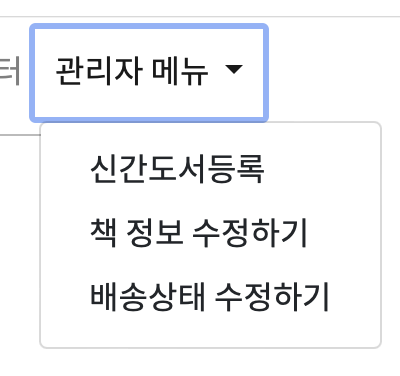 터
관리자 메뉴
신간도서등록
책 정보 수정하기
배송상태 수정하기